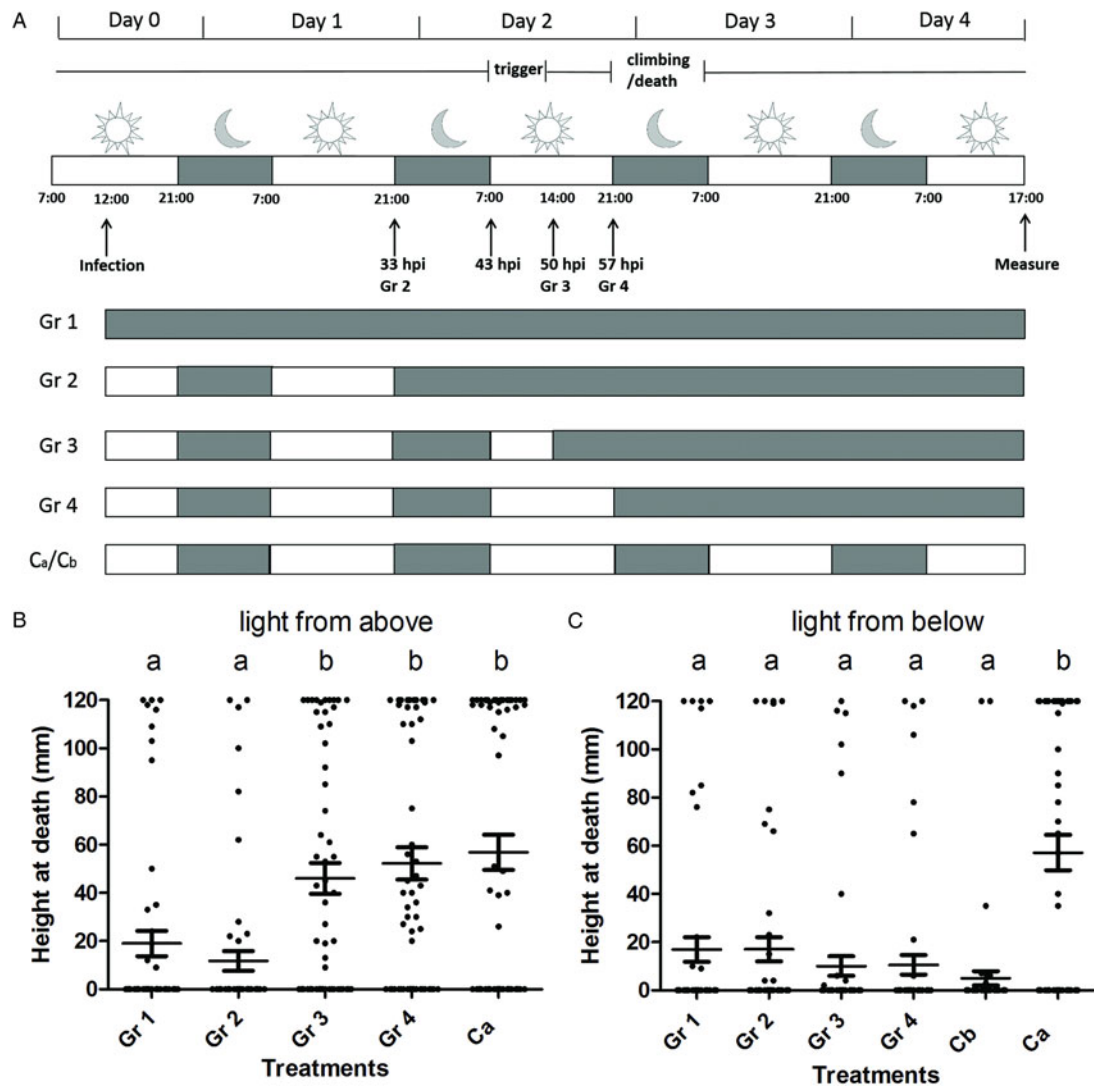 A
Day 0 Day 1 Day 2 Day 3 Day 4
trigger climbing
/death
7:00 12:00 21:00 7:00 21:00 7:00 14:00 21:00 7:00 21:00 7:00 17:00
Infection 33 hpi 43 hpi 50 hpi 57 hpi Measure
Gr 2 Gr 3 Gr 4
Gr 1
Gr 2
Gr 3
Gr 4
Ca/Cb
B light from above
a a b b b
Height at death (mm)
120
100
80
60
40
20
0
Gr 1 Gr 2 Gr 3 Gr 4 Ca
Treatments
C light from below
a a a a a b
Height at death (mm)
120
100
80
60
40
20
0
Gr 1 Gr 2 Gr 3 Gr 4 Cb Ca
Treatments